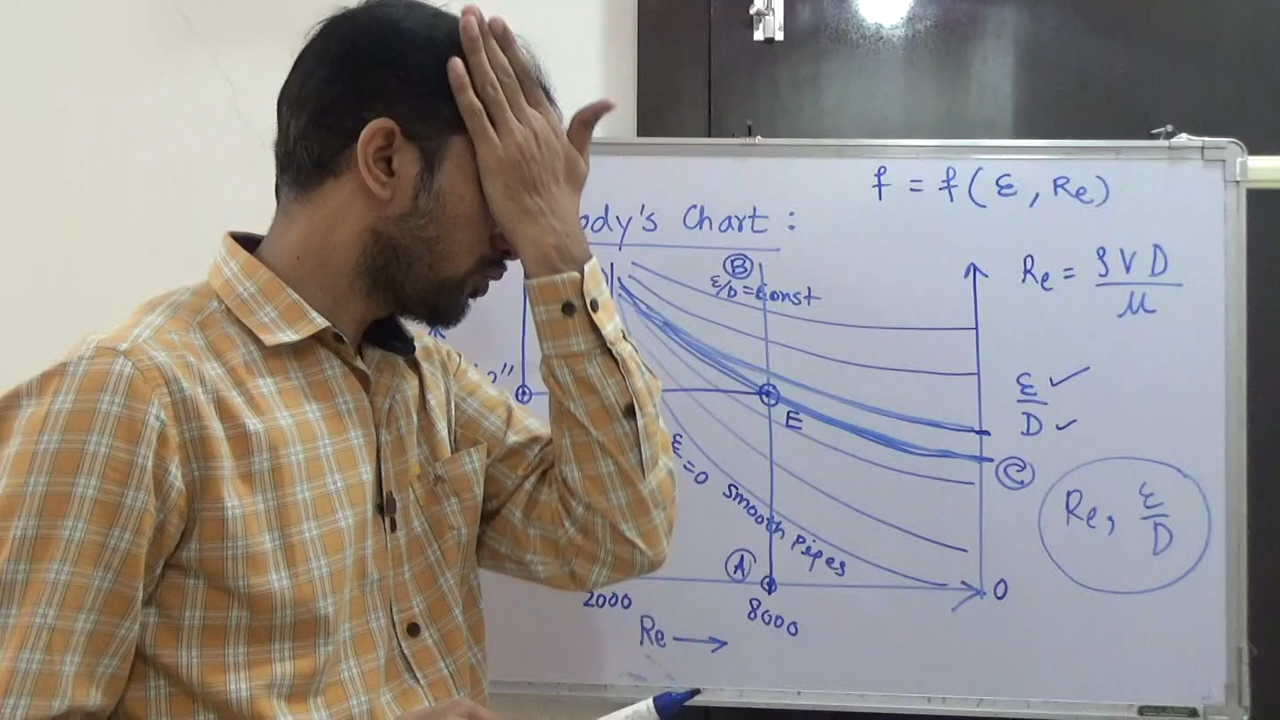 f = f(ε, Re)
ody's Chart :
Re = ρVD/μ
B
ε/D = Const
ε/D ✓ ✓
E
C
ε=0 smooth pipes
Re, ε/D
A
0
2000
8000
Re →